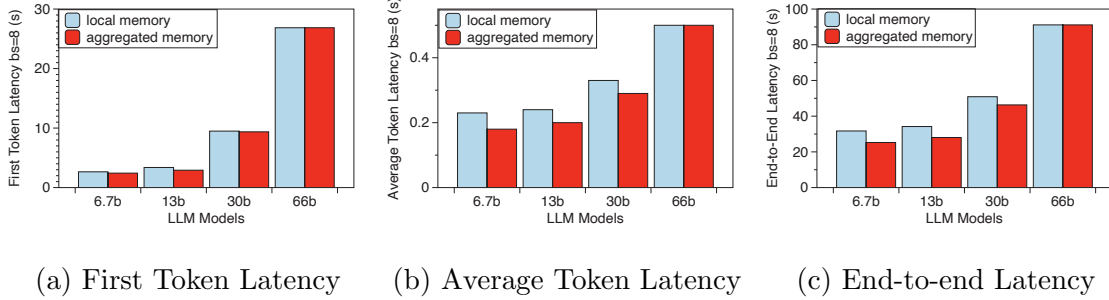 First Token Latency bs=8 (s)
30
20
10
0
local memory
aggregated memory
6.7b 13b 30b 66b
LLM Models
(a) First Token Latency
Average Token Latency bs=8 (s)
0.4
0.2
0
local memory
aggregated memory
6.7b 13b 30b 66b
LLM Models
(b) Average Token Latency
End-to-End Latency bs=8 (s)
100
80
60
40
20
0
local memory
aggregated memory
6.7b 13b 30b 66b
LLM Models
(c) End-to-end Latency